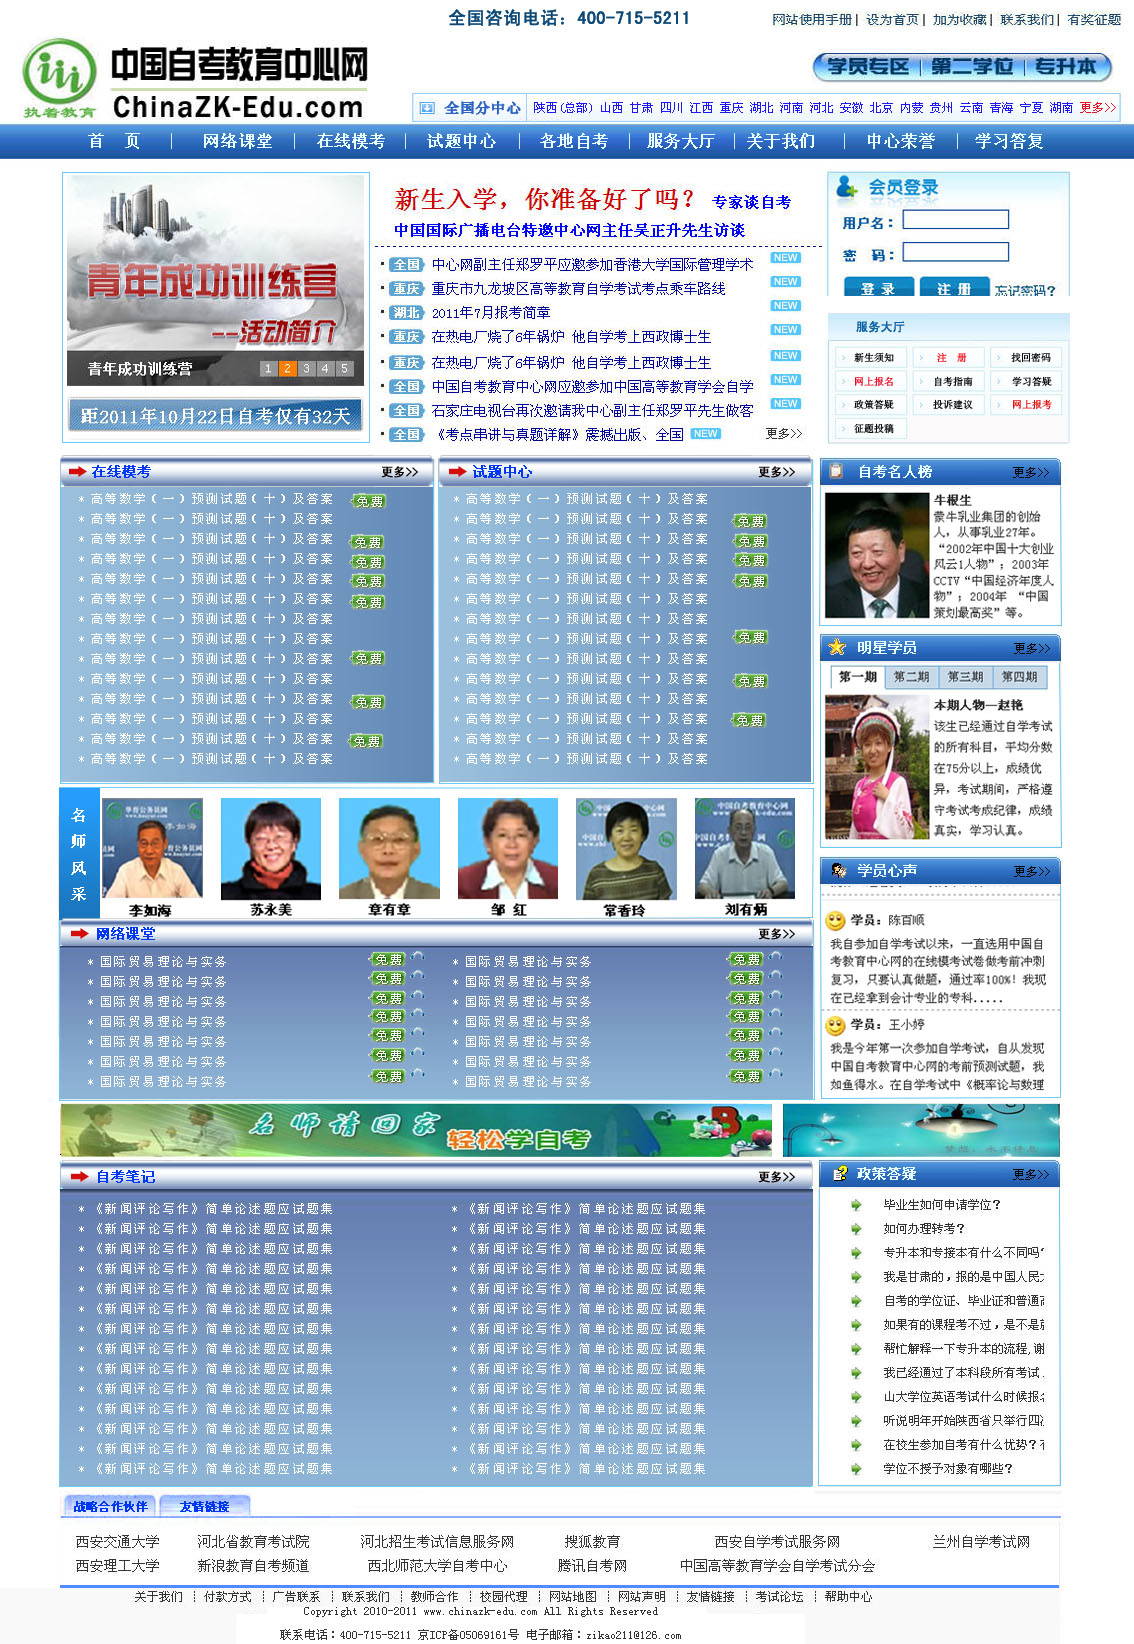 全国咨询电话：400-715-5211
网站使用手册| 设为首页| 加为收藏| 联系我们| 有奖征题
中国自考教育中心网
ChinaZK-Edu.com
执着教育
学员专区 | 第二学位 | 专升本
全国分中心 陕西(总部) 山西 甘肃 四川 江西 重庆 湖北 河南 河北 安徽 北京 内蒙 贵州 云南 青海 宁夏 湖南 更多>>
首 页 | 网络课堂 | 在线模考 | 试题中心 | 各地自考 | 服务大厅 | 关于我们 | 中心荣誉 | 学习答复
青年成功训练营
--活动简介
青年成功训练营 1 2 3 4 5
距2011年10月22日自考仅有32天
新生入学，你准备好了吗？ 专家谈自考
中国国际广播电台特邀中心网主任吴正升先生访谈
全国 中心网副主任郑罗平应邀参加香港大学国际管理学术 NEW
重庆 重庆市九龙坡区高等教育自学考试考点乘车路线 NEW
湖北 2011年7月报考简章 NEW
重庆 在热电厂烧了6年锅炉 他自学考上西政博士生 NEW
重庆 在热电厂烧了6年锅炉 他自学考上西政博士生 NEW
全国 中国自考教育中心网应邀参加中国高等教育学会自学 NEW
全国 石家庄电视台再次邀请我中心副主任郑罗平先生做客 NEW
全国 《考点串讲与真题详解》震撼出版、全国 NEW 更多>>
会员登录
用户名：
密 码：
登 录 注 册 忘记密码?
服务大厅
新生须知 注 册 找回密码
网上报名 自考指南 学习答疑
政策答疑 投诉建议 网上报考
征题投稿
在线模考 更多>>
* 高等数学（一）预测试题（十）及答案 免费
* 高等数学（一）预测试题（十）及答案
* 高等数学（一）预测试题（十）及答案 免费
* 高等数学（一）预测试题（十）及答案 免费
* 高等数学（一）预测试题（十）及答案 免费
* 高等数学（一）预测试题（十）及答案 免费
* 高等数学（一）预测试题（十）及答案
* 高等数学（一）预测试题（十）及答案
* 高等数学（一）预测试题（十）及答案 免费
* 高等数学（一）预测试题（十）及答案
* 高等数学（一）预测试题（十）及答案 免费
* 高等数学（一）预测试题（十）及答案
* 高等数学（一）预测试题（十）及答案 免费
* 高等数学（一）预测试题（十）及答案
试题中心 更多>>
* 高等数学（一）预测试题（十）及答案
* 高等数学（一）预测试题（十）及答案 免费
* 高等数学（一）预测试题（十）及答案 免费
* 高等数学（一）预测试题（十）及答案 免费
* 高等数学（一）预测试题（十）及答案 免费
* 高等数学（一）预测试题（十）及答案
* 高等数学（一）预测试题（十）及答案
* 高等数学（一）预测试题（十）及答案 免费
* 高等数学（一）预测试题（十）及答案
* 高等数学（一）预测试题（十）及答案 免费
* 高等数学（一）预测试题（十）及答案
* 高等数学（一）预测试题（十）及答案 免费
* 高等数学（一）预测试题（十）及答案
* 高等数学（一）预测试题（十）及答案
自考名人榜 更多>>
牛根生
蒙牛乳业集团的创始
人，从事乳业27年。
“2002年中国十大创业
风云1人物”；2003年
CCTV“中国经济年度人
物”；2004年 “中国
策划最高奖”等。
明星学员 更多>>
第一期 第二期 第三期 第四期
本期人物—赵艳
该生已经通过自学考试
的所有科目，平均分数
在75分以上，成绩优
异，考试期间，严格遵
守考试考成纪律，成绩
真实，学习认真。
名师风采
李如海 苏永美 章有章 邹 红 常香玲 刘有炳
学员心声 更多>>
学员：陈百顺
我自参加自学考试以来，一直选用中国自
考教育中心网的在线模考试卷做考前冲刺
复习，只要认真做题，通过率100%！我现
在已经拿到会计专业的专科.....
学员：王小婷
我是今年第一次参加自学考试，自从发现
中国自考教育中心网的考前预测试题，我
如鱼得水。在自学考试中《概率论与数理
网络课堂 更多>>
* 国际贸易理论与实务 免费 * 国际贸易理论与实务 免费
* 国际贸易理论与实务 免费 * 国际贸易理论与实务 免费
* 国际贸易理论与实务 免费 * 国际贸易理论与实务 免费
* 国际贸易理论与实务 免费 * 国际贸易理论与实务 免费
* 国际贸易理论与实务 免费 * 国际贸易理论与实务 免费
* 国际贸易理论与实务 免费 * 国际贸易理论与实务 免费
* 国际贸易理论与实务 免费 * 国际贸易理论与实务 免费
名师请回家 轻松学自考
自考笔记 更多>>
* 《新闻评论写作》简单论述题应试题集 * 《新闻评论写作》简单论述题应试题集
* 《新闻评论写作》简单论述题应试题集 * 《新闻评论写作》简单论述题应试题集
* 《新闻评论写作》简单论述题应试题集 * 《新闻评论写作》简单论述题应试题集
* 《新闻评论写作》简单论述题应试题集 * 《新闻评论写作》简单论述题应试题集
* 《新闻评论写作》简单论述题应试题集 * 《新闻评论写作》简单论述题应试题集
* 《新闻评论写作》简单论述题应试题集 * 《新闻评论写作》简单论述题应试题集
* 《新闻评论写作》简单论述题应试题集 * 《新闻评论写作》简单论述题应试题集
* 《新闻评论写作》简单论述题应试题集 * 《新闻评论写作》简单论述题应试题集
* 《新闻评论写作》简单论述题应试题集 * 《新闻评论写作》简单论述题应试题集
* 《新闻评论写作》简单论述题应试题集 * 《新闻评论写作》简单论述题应试题集
* 《新闻评论写作》简单论述题应试题集 * 《新闻评论写作》简单论述题应试题集
* 《新闻评论写作》简单论述题应试题集 * 《新闻评论写作》简单论述题应试题集
* 《新闻评论写作》简单论述题应试题集 * 《新闻评论写作》简单论述题应试题集
* 《新闻评论写作》简单论述题应试题集 * 《新闻评论写作》简单论述题应试题集
政策答疑 更多>>
毕业生如何申请学位？
如何办理转考？
专升本和专接本有什么不同吗?
我是甘肃的，报的是中国人民
自考的学位证、毕业证和普通
如果有的课程考不过，是不是
帮忙解释一下专升本的流程,谢
我已经通过了本科段所有考试.
山大学位英语考试什么时候报
听说明年开始陕西省只举行四
在校生参加自考有什么优势？
学位不授予对象有哪些？
战略合作伙伴 友情链接
西安交通大学 河北省教育考试院 河北招生考试信息服务网 搜狐教育 西安自学考试服务网 兰州自学考试网
西安理工大学 新浪教育自考频道 西北师范大学自考中心 腾讯自考网 中国高等教育学会自学考试分会
关于我们 ┊ 付款方式 ┊ 广告联系 ┊ 联系我们 ┊ 教师合作 ┊ 校园代理 ┊ 网站地图 ┊ 网站声明 ┊ 友情链接 ┊ 考试论坛 ┊ 帮助中心
Copyright 2010-2011 www.chinazk-edu.com All Rights Reserved
联系电话：400-715-5211 京ICP备05069161号 电子邮箱：zikao211@126.com